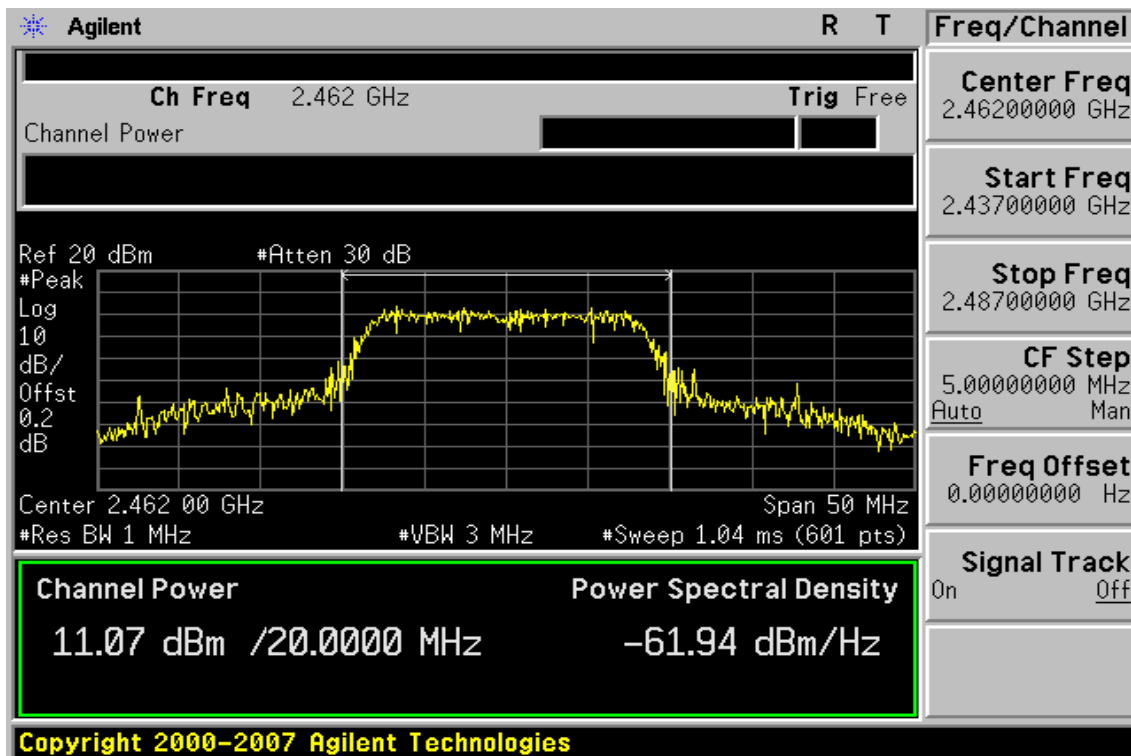 Agilent R T Freq/Channel
Ch Freq 2.462 GHz Trig Free
Channel Power
Center Freq
2.46200000 GHz
Start Freq
2.43700000 GHz
Stop Freq
2.48700000 GHz
CF Step
5.00000000 MHz
Auto Man
Freq Offset
0.00000000 Hz
Signal Track
On Off
Ref 20 dBm #Atten 30 dB
#Peak
Log
10
dB/
Offst
0.2
dB
Center 2.462 00 GHz Span 50 MHz
#Res BW 1 MHz #VBW 3 MHz #Sweep 1.04 ms (601 pts)
Channel Power Power Spectral Density
11.07 dBm /20.0000 MHz -61.94 dBm/Hz
Copyright 2000-2007 Agilent Technologies